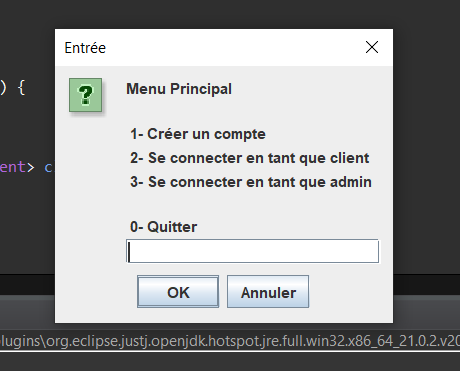 Entrée
) {
?
Menu Principal
1- Créer un compte
2- Se connecter en tant que client
3- Se connecter en tant que admin
ent> c
0- Quitter
OK
Annuler
lugins\org.eclipse.justj.openjdk.hotspot.jre.full.win32.x86_64_21.0.2.v20